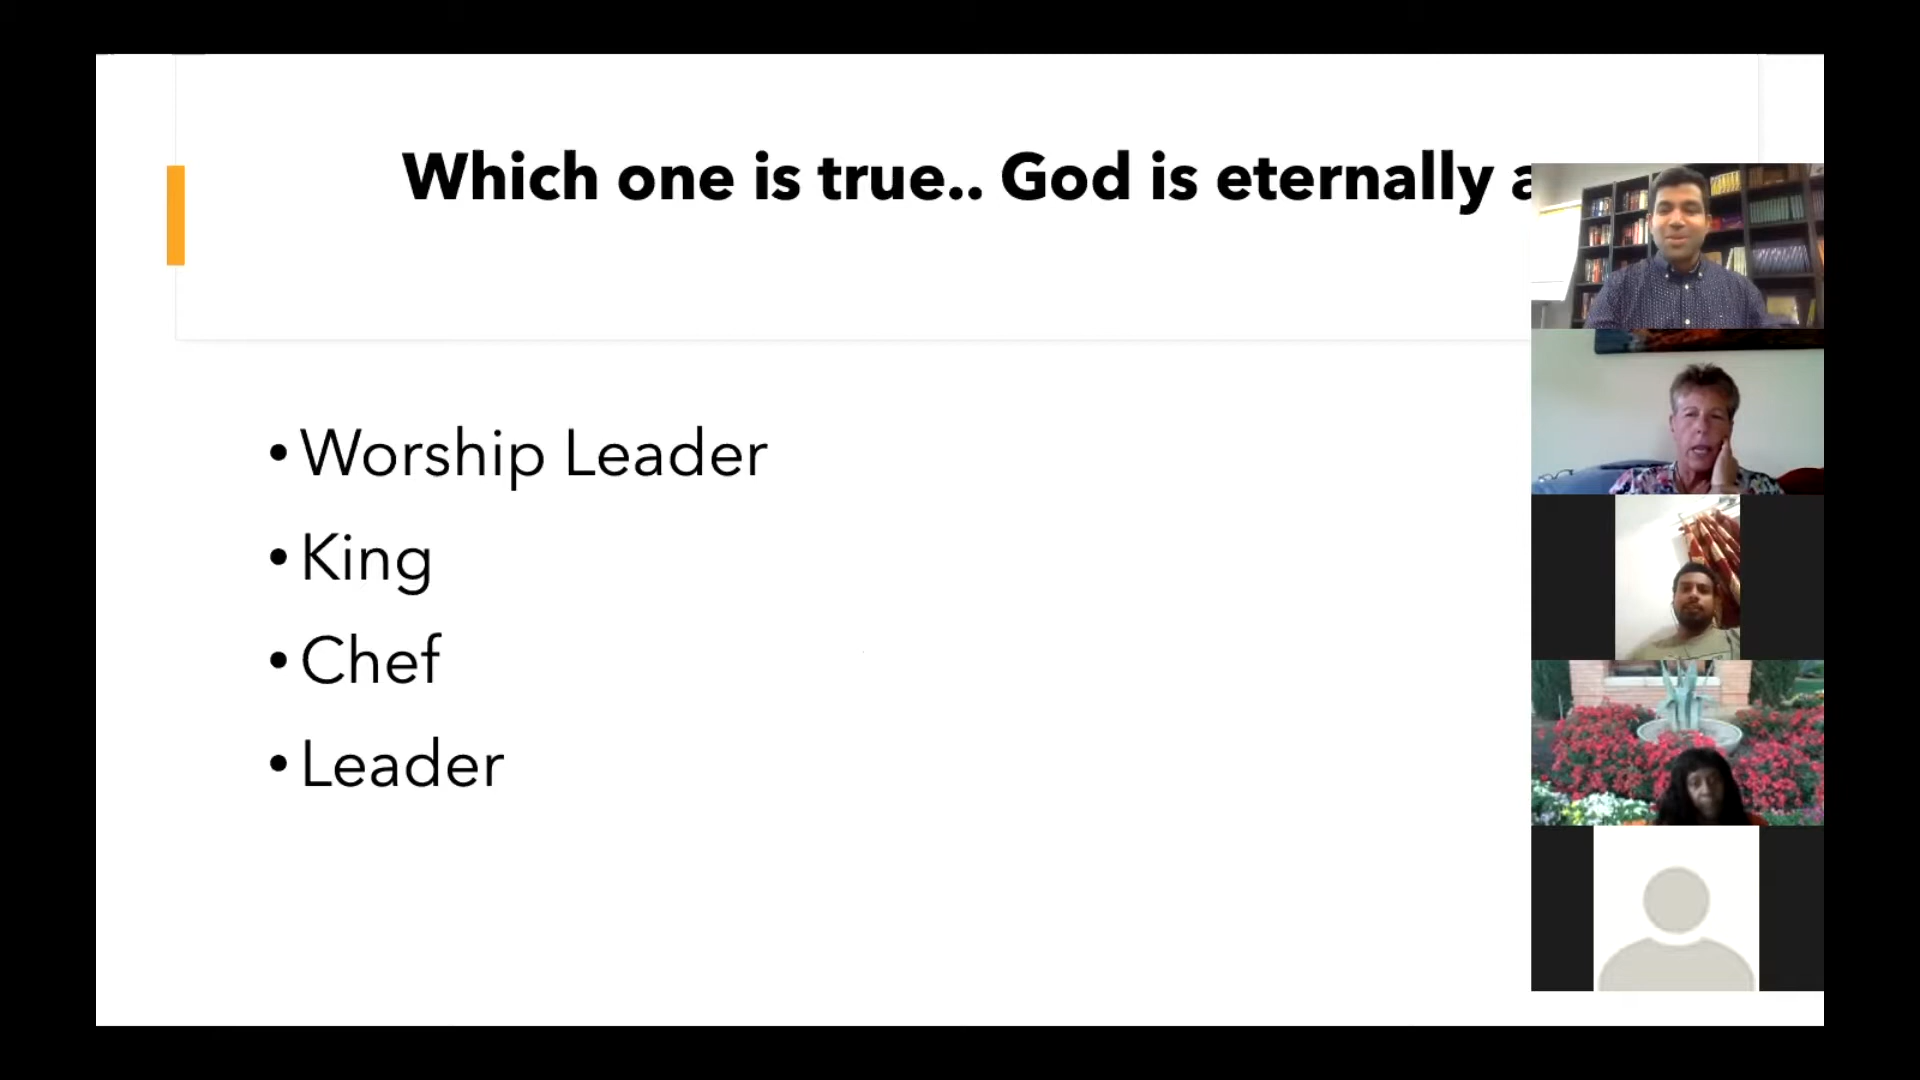 Which one is true.. God is eternally a
• Worship Leader
• King
• Chef
• Leader